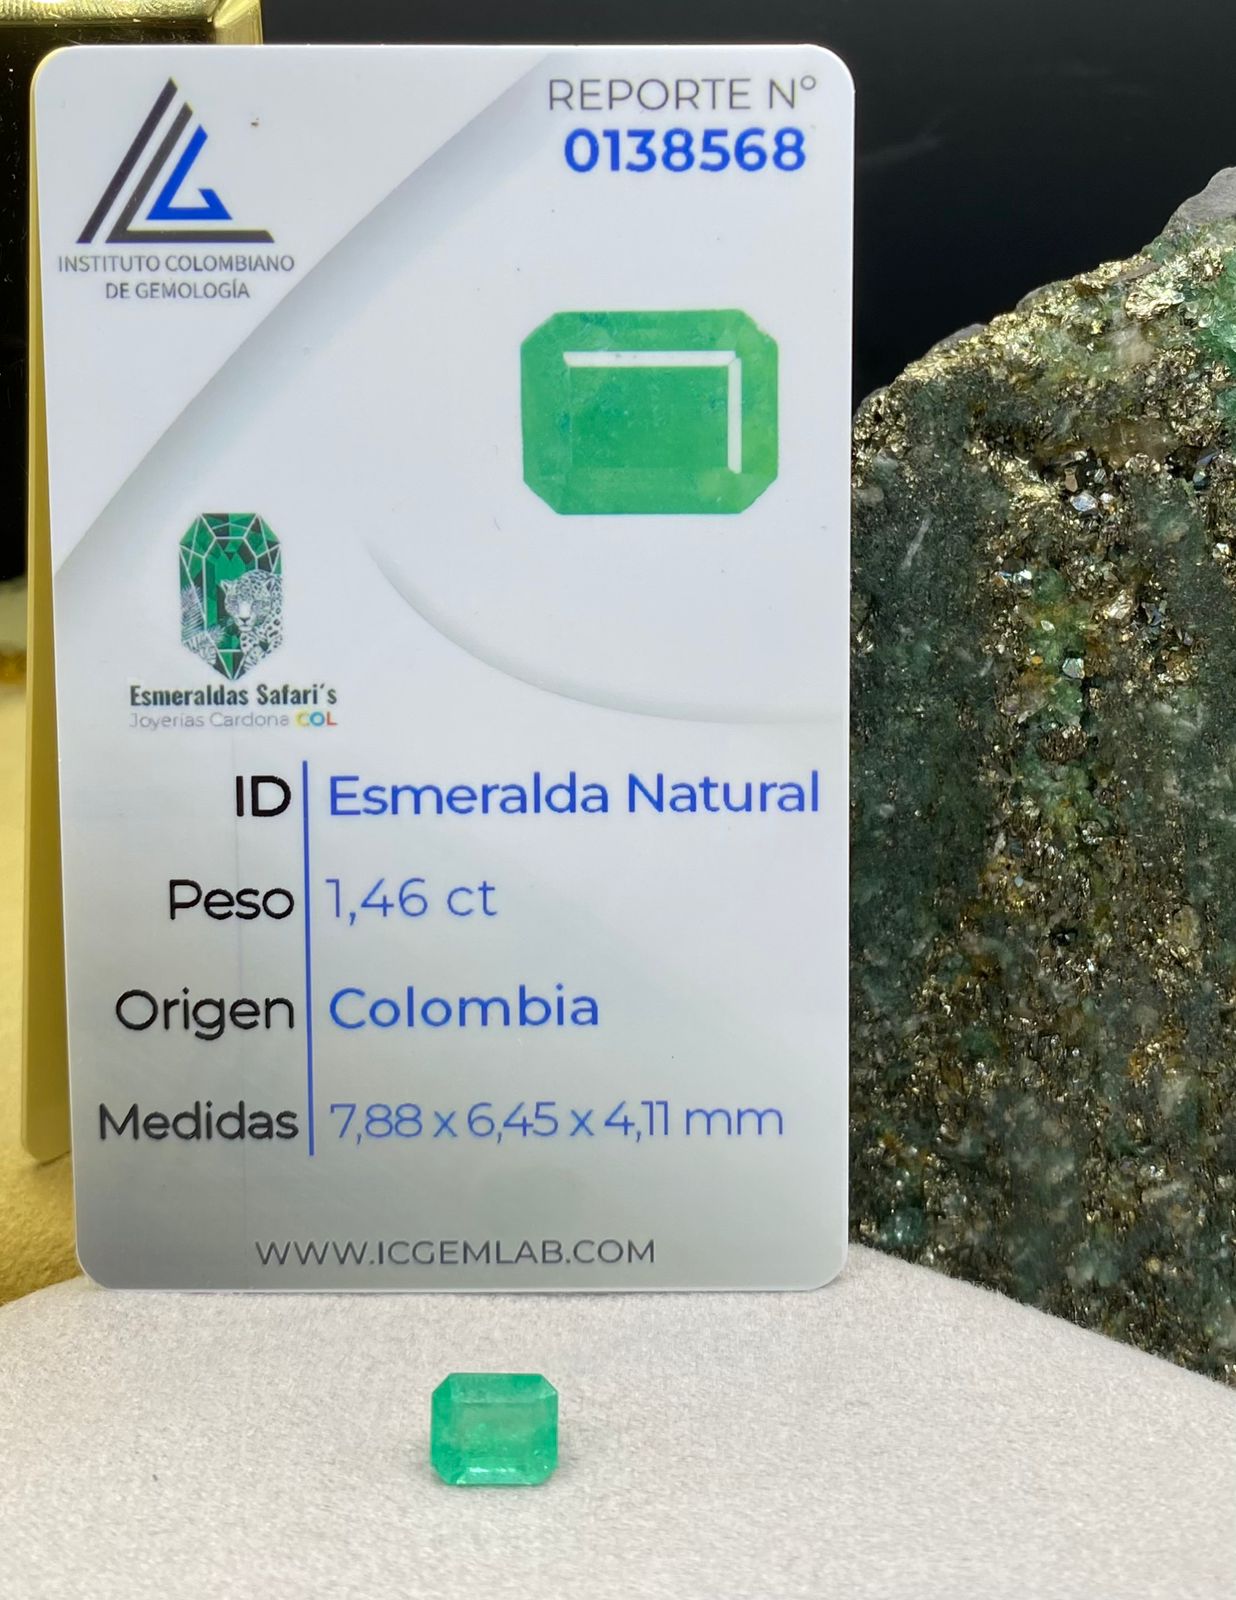 REPORTE Nº
0138568
INSTITUTO COLOMBIANO
DE GEMOLOGÍA
Esmeraldas Safari´s
Joyerias Cardona COL
ID Esmeralda Natural
Peso 1,46 ct
Origen Colombia
Medidas 7,88 x 6,45 x 4,11 mm
WWW.ICGEMLAB.COM